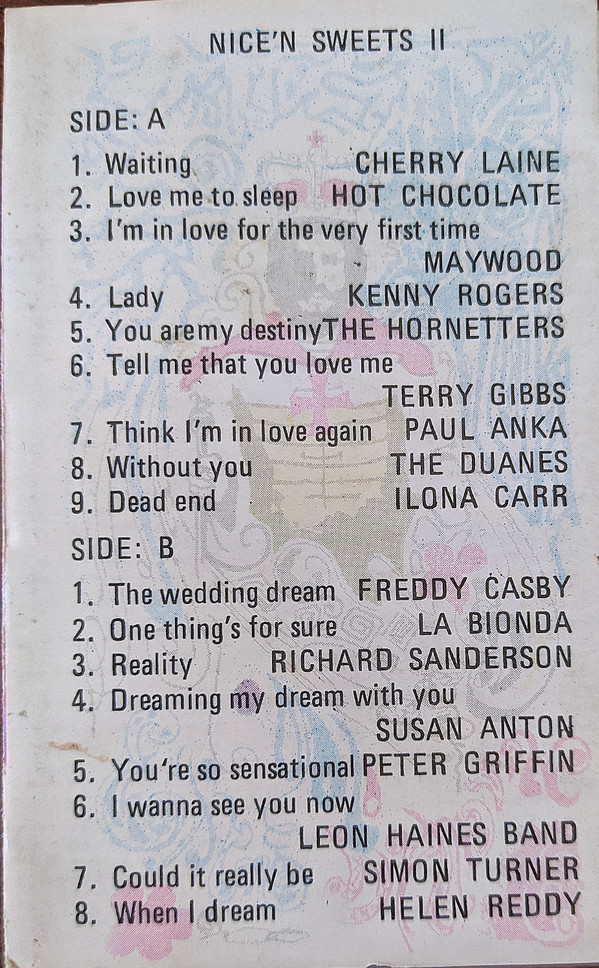 NICE'N SWEETS II
SIDE: A
1. Waiting CHERRY LAINE
2. Love me to sleep HOT CHOCOLATE
3. I'm in love for the very first time
MAYWOOD
4. Lady KENNY ROGERS
5. You aremy destinyTHE HORNETTERS
6. Tell me that you love me
TERRY GIBBS
7. Think I'm in love again PAUL ANKA
8. Without you THE DUANES
9. Dead end ILONA CARR
SIDE: B
1. The wedding dream FREDDY CASBY
2. One thing's for sure LA BIONDA
3. Reality RICHARD SANDERSON
4. Dreaming my dream with you
SUSAN ANTON
5. You're so sensational PETER GRIFFIN
6. I wanna see you now
LEON HAINES BAND
7. Could it really be SIMON TURNER
8. When I dream HELEN REDDY